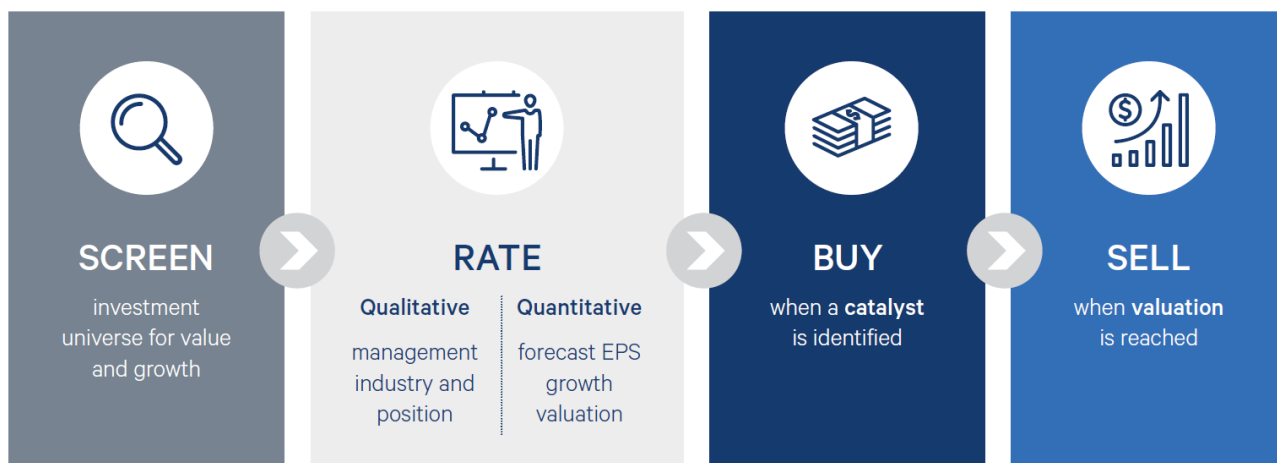 SCREEN
investment
universe for value
and growth
RATE
Qualitative
management
industry and
position
Quantitative
forecast EPS
growth
valuation
BUY
when a catalyst
is identified
SELL
when valuation
is reached
$
$